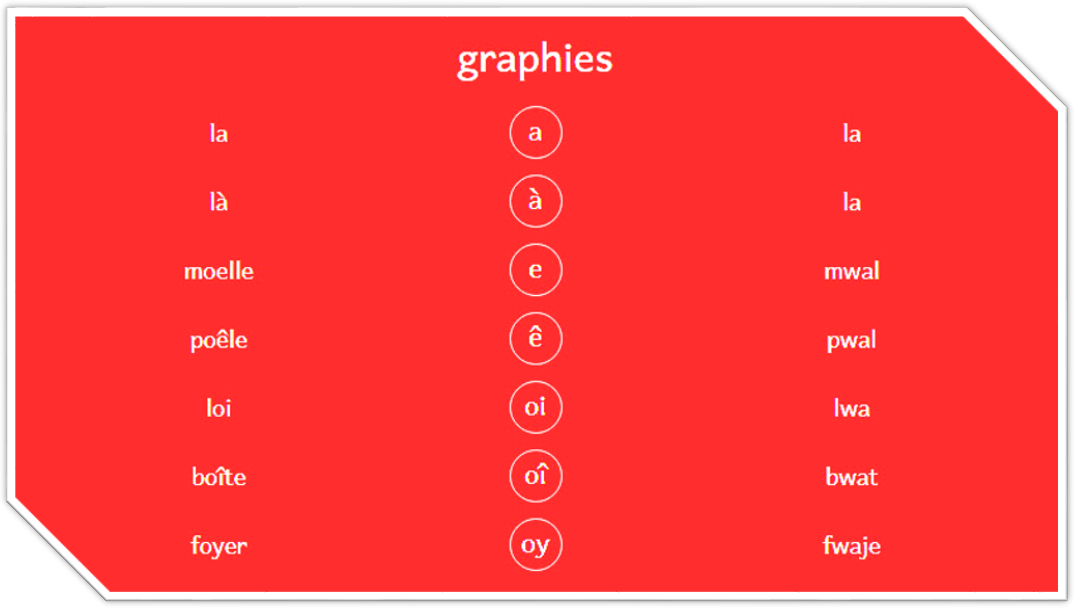 graphies
la a la
là à la
moelle e mwal
poêle ê pwal
loi oi lwa
boîte oî bwat
foyer oy fwaje